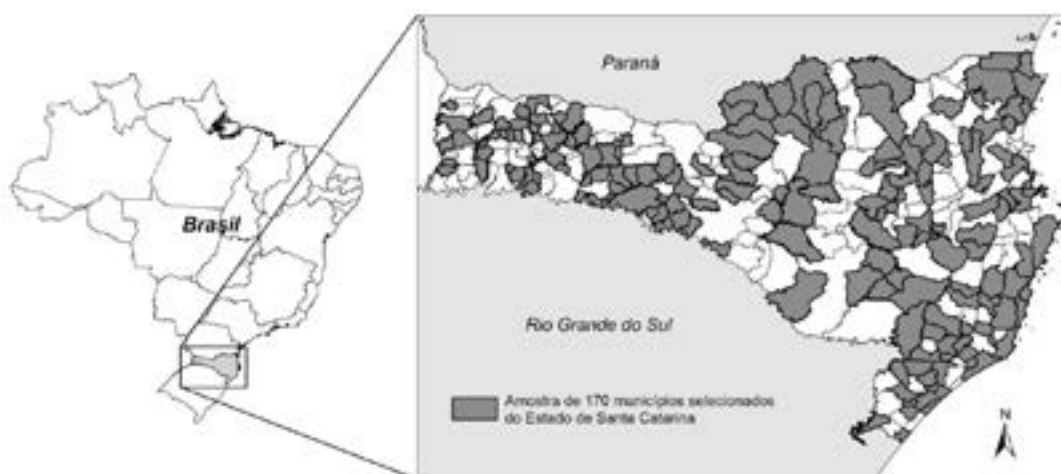 Paraná
Brasil
Rio Grande do Sul
Amostra de 170 municípios selecionados
do Estado de Santa Catarina
N